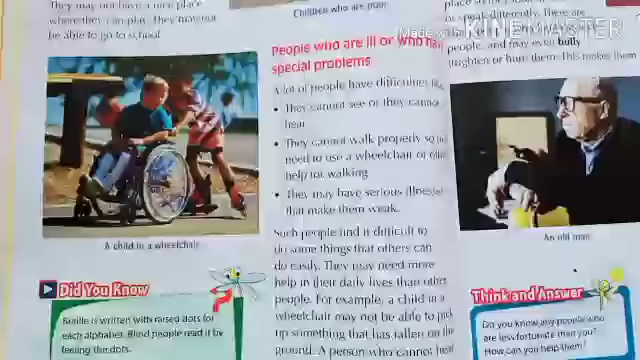 They may not have a nice place
where they can play. They may not
be able to go to school.
A child in a wheelchair
Did You Know
Braille is written with raised dots for
each alphabet. Blind people read it by
feeling the dots.
Children who are poor
People who are ill or who have
special problems
A lot of people have difficulties like
• They cannot see or they cannot
hear
• They cannot walk properly so
need to use a wheelchair or
help for walking
• They may have serious illnesses
that make them weak.
Such people find it difficult to
do some things that others can
do easily. They may need more
help in their daily lives than other
people. For example, a child in a
wheelchair may not be able to pick
up something that has fallen on the
ground. A person who cannot hear
speak differently. There are
people, and may even bully
frighten or hurt them. This makes them
An old man
Think and Answer
Do you know any people who
are less fortunate than you?
How can you help them?
Made with KINEMASTER